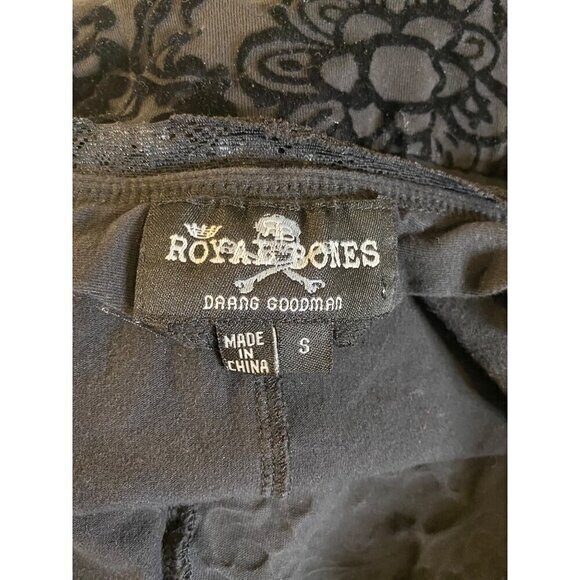 ROYAL BONES
DAANG GOODMAN
MADE
IN
CHINA
S